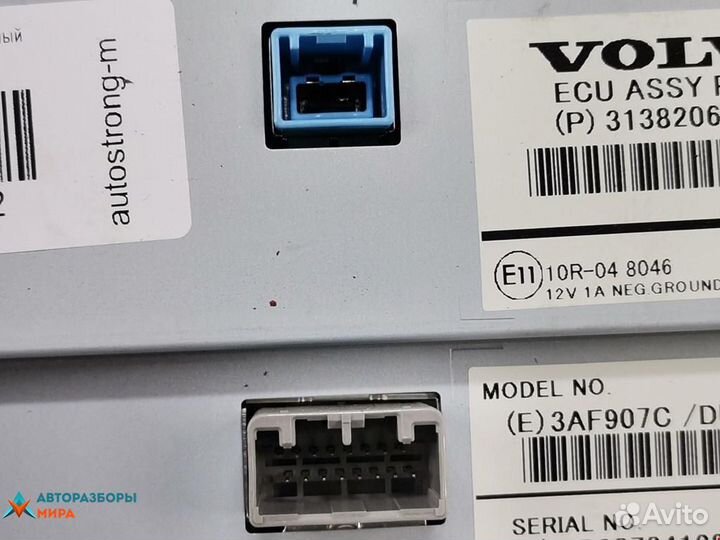 ный
autostrong-m
VOLV
ECU ASSY
(P) 3138206
E11 10R-04 8046
12V 1A NEG.GROUND
MODEL NO.
(E) 3AF907C /D
SERIAL NO.
АВТОРАЗБОРЫ
МИРА
Avito